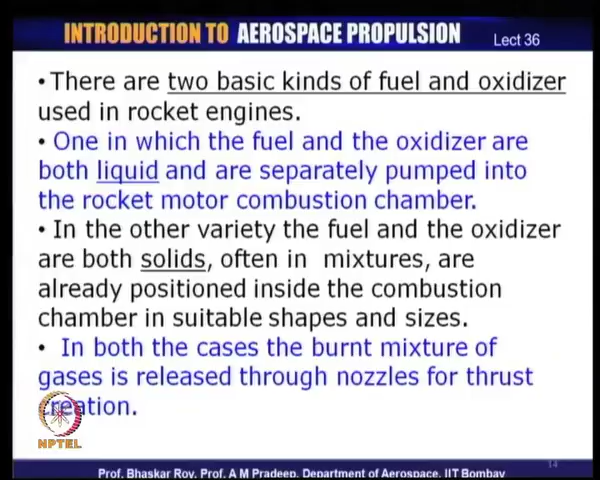 INTRODUCTION TO AEROSPACE PROPULSION Lect 36
• There are two basic kinds of fuel and oxidizer
used in rocket engines.
• One in which the fuel and the oxidizer are
both liquid and are separately pumped into
the rocket motor combustion chamber.
• In the other variety the fuel and the oxidizer
are both solids, often in mixtures, are
already positioned inside the combustion
chamber in suitable shapes and sizes.
• In both the cases the burnt mixture of
gases is released through nozzles for thrust
creation.
NPTEL
14
Prof. Bhaskar Roy, Prof. A M Pradeep, Department of Aerospace, IIT Bombay